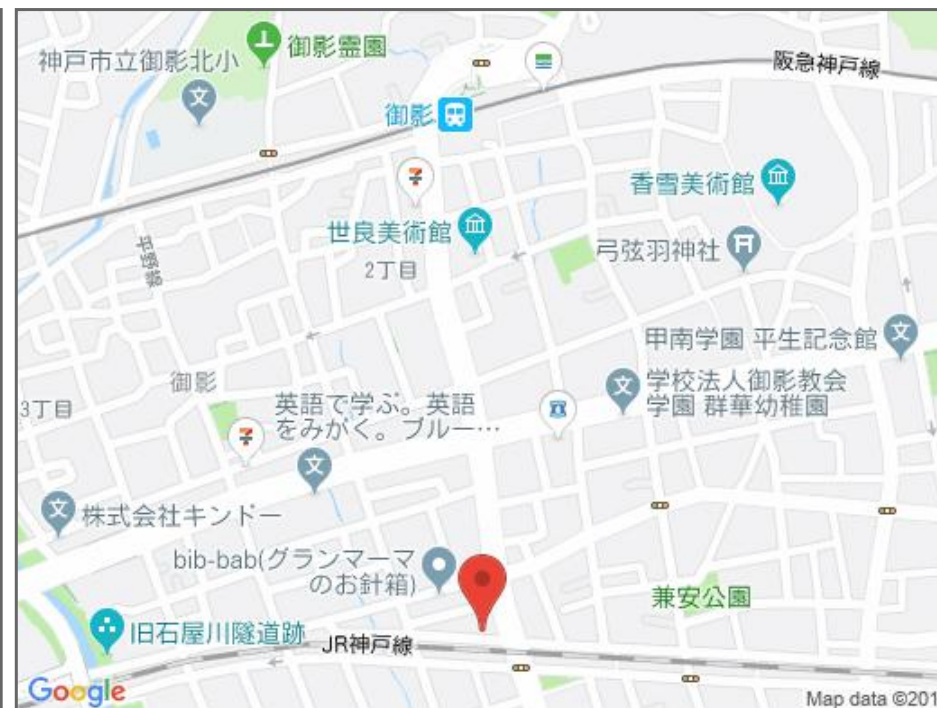 御影霊園
神戸市立御影北小
阪急神戸線
御影
香雪美術館
世良美術館
弓弦羽神社
2丁目
平野線
甲南学園 平生記念館
御影
学校法人御影教会
学園 群華幼稚園
3丁目
英語で学ぶ。英語
をみがく。ブルー…
株式会社キンドー
bib-bab(グランマーマ
のお針箱)
兼安公園
旧石屋川隧道跡
JR神戸線
Google
Map data ©201